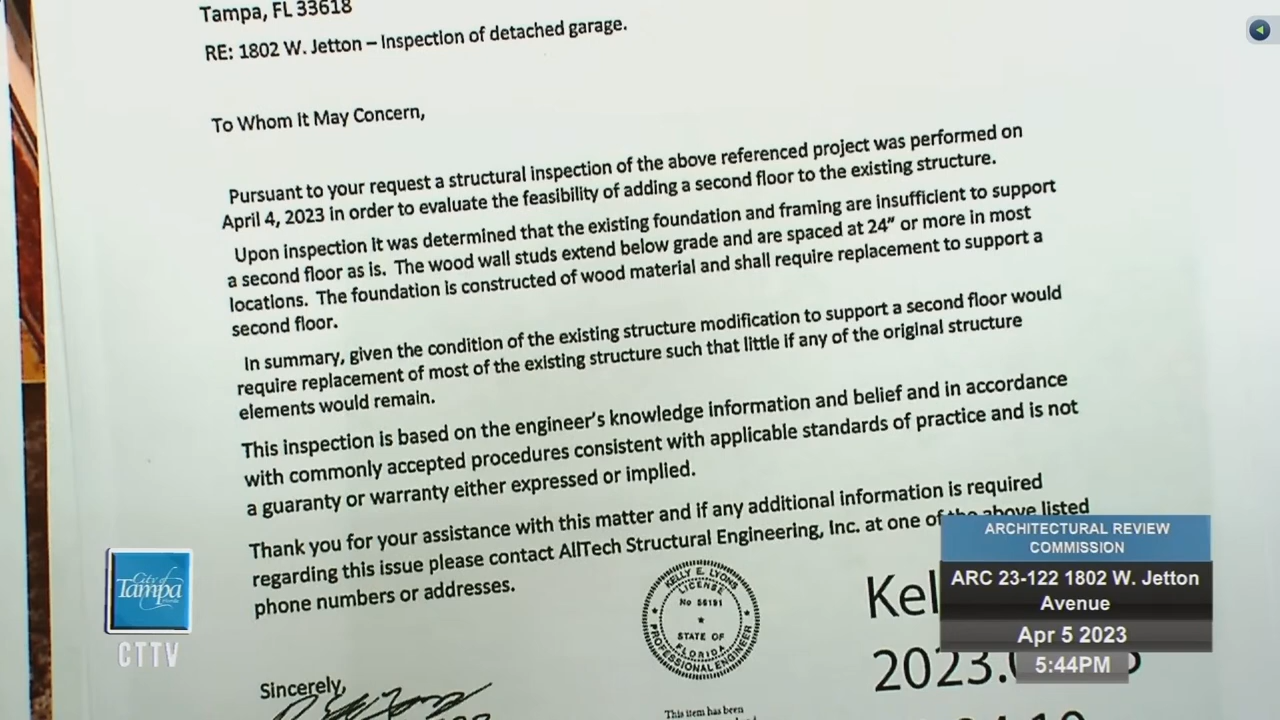 Tampa, FL 33618
RE: 1802 W. Jetton – Inspection of detached garage.
To Whom It May Concern,
Pursuant to your request a structural inspection of the above referenced project was performed on
April 4, 2023 in order to evaluate the feasibility of adding a second floor to the existing structure.
Upon inspection it was determined that the existing foundation and framing are insufficient to support
a second floor as is. The wood wall studs extend below grade and are spaced at 24" or more in most
locations. The foundation is constructed of wood material and shall require replacement to support a
second floor.
In summary, given the condition of the existing structure modification to support a second floor would
require replacement of most of the existing structure such that little if any of the original structure
elements would remain.
This inspection is based on the engineer's knowledge information and belief and in accordance
with commonly accepted procedures consistent with applicable standards of practice and is not
a guaranty or warranty either expressed or implied.
Thank you for your assistance with this matter and if any additional information is required
regarding this issue please contact AllTech Structural Engineering, Inc. at one of the above listed
phone numbers or addresses.
Sincerely,
KELLY E. LYONS
LICENSE
No 56191
STATE OF
FLORIDA
PROFESSIONAL ENGINEER
This item has been
Kel
2023.
City of
Tampa
Florida
CTTV
ARCHITECTURAL REVIEW
COMMISSION
ARC 23-122 1802 W. Jetton
Avenue
Apr 5 2023
5:44PM